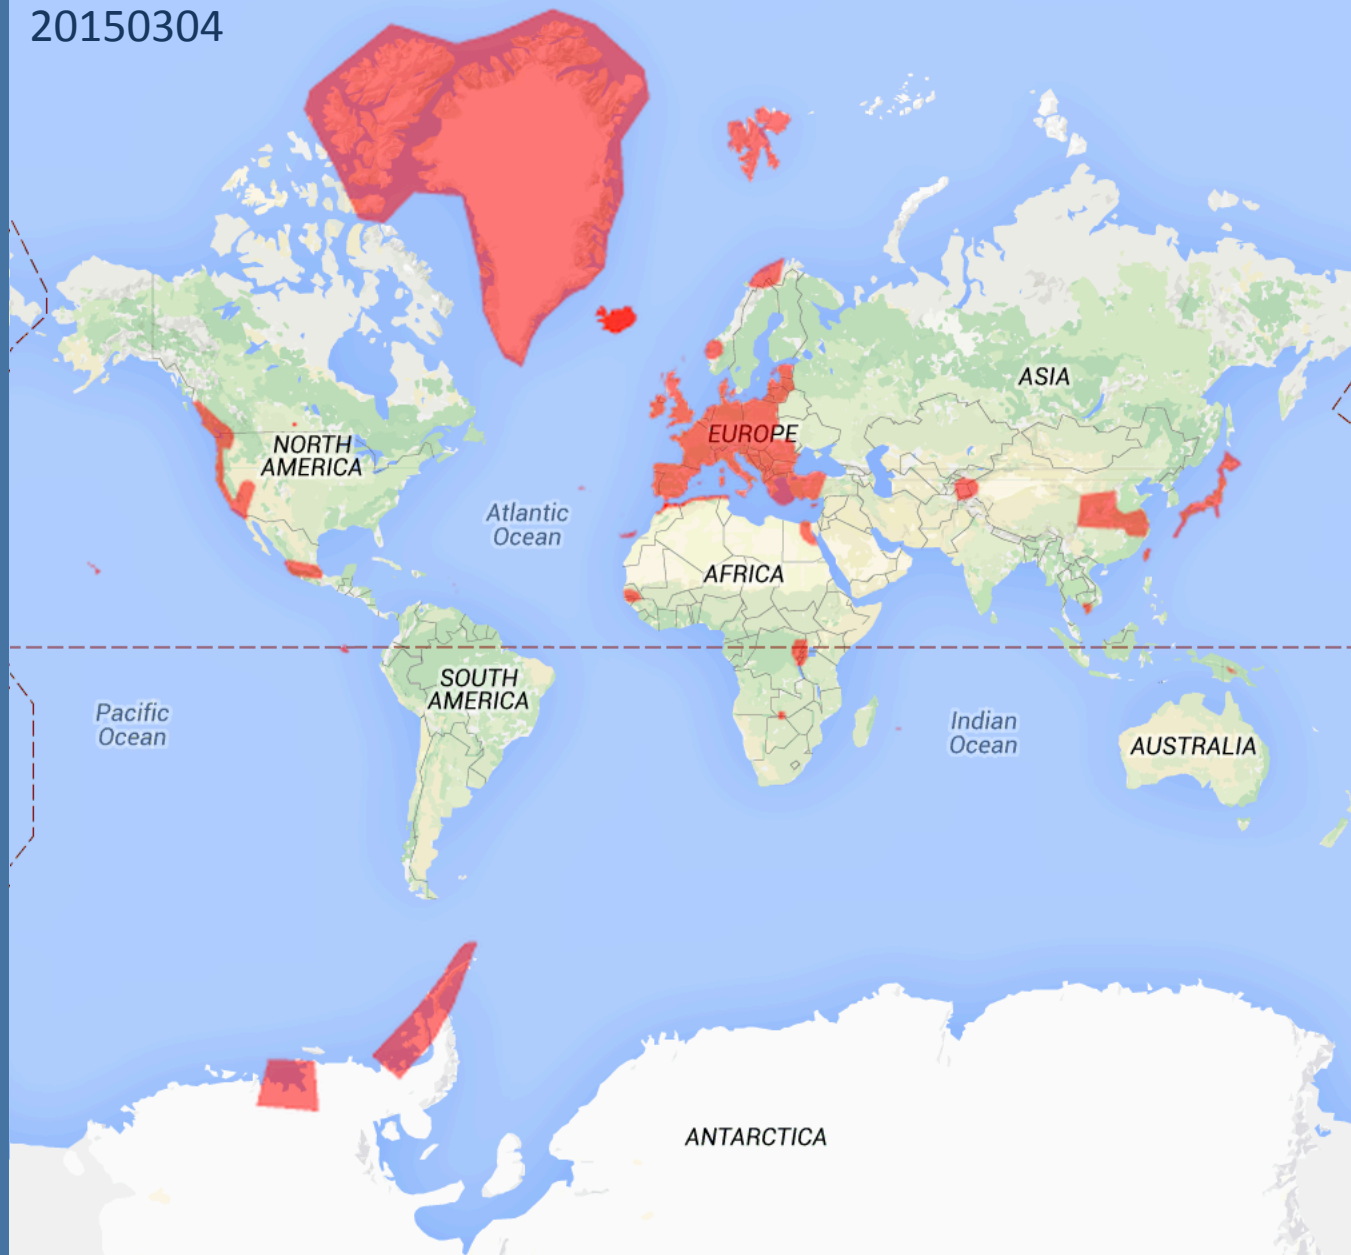 20150304
ASIA
NORTH
AMERICA
EUROPE
Atlantic
Ocean
AFRICA
SOUTH
AMERICA
Pacific
Ocean
Indian
Ocean
AUSTRALIA
ANTARCTICA